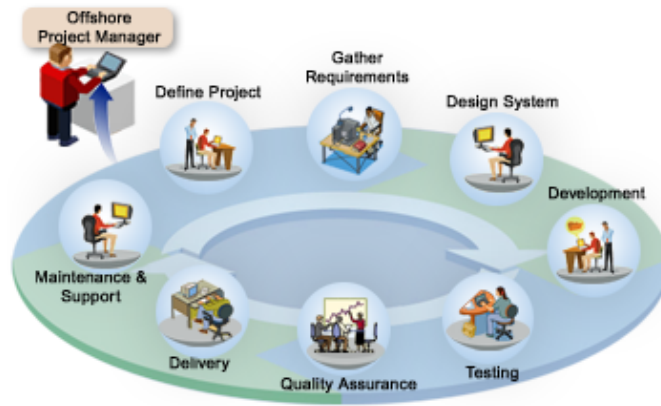 Offshore
Project Manager
Gather
Requirements
Define Project
Design System
Development
Maintenance &
Support
Delivery
Quality Assurance
Testing